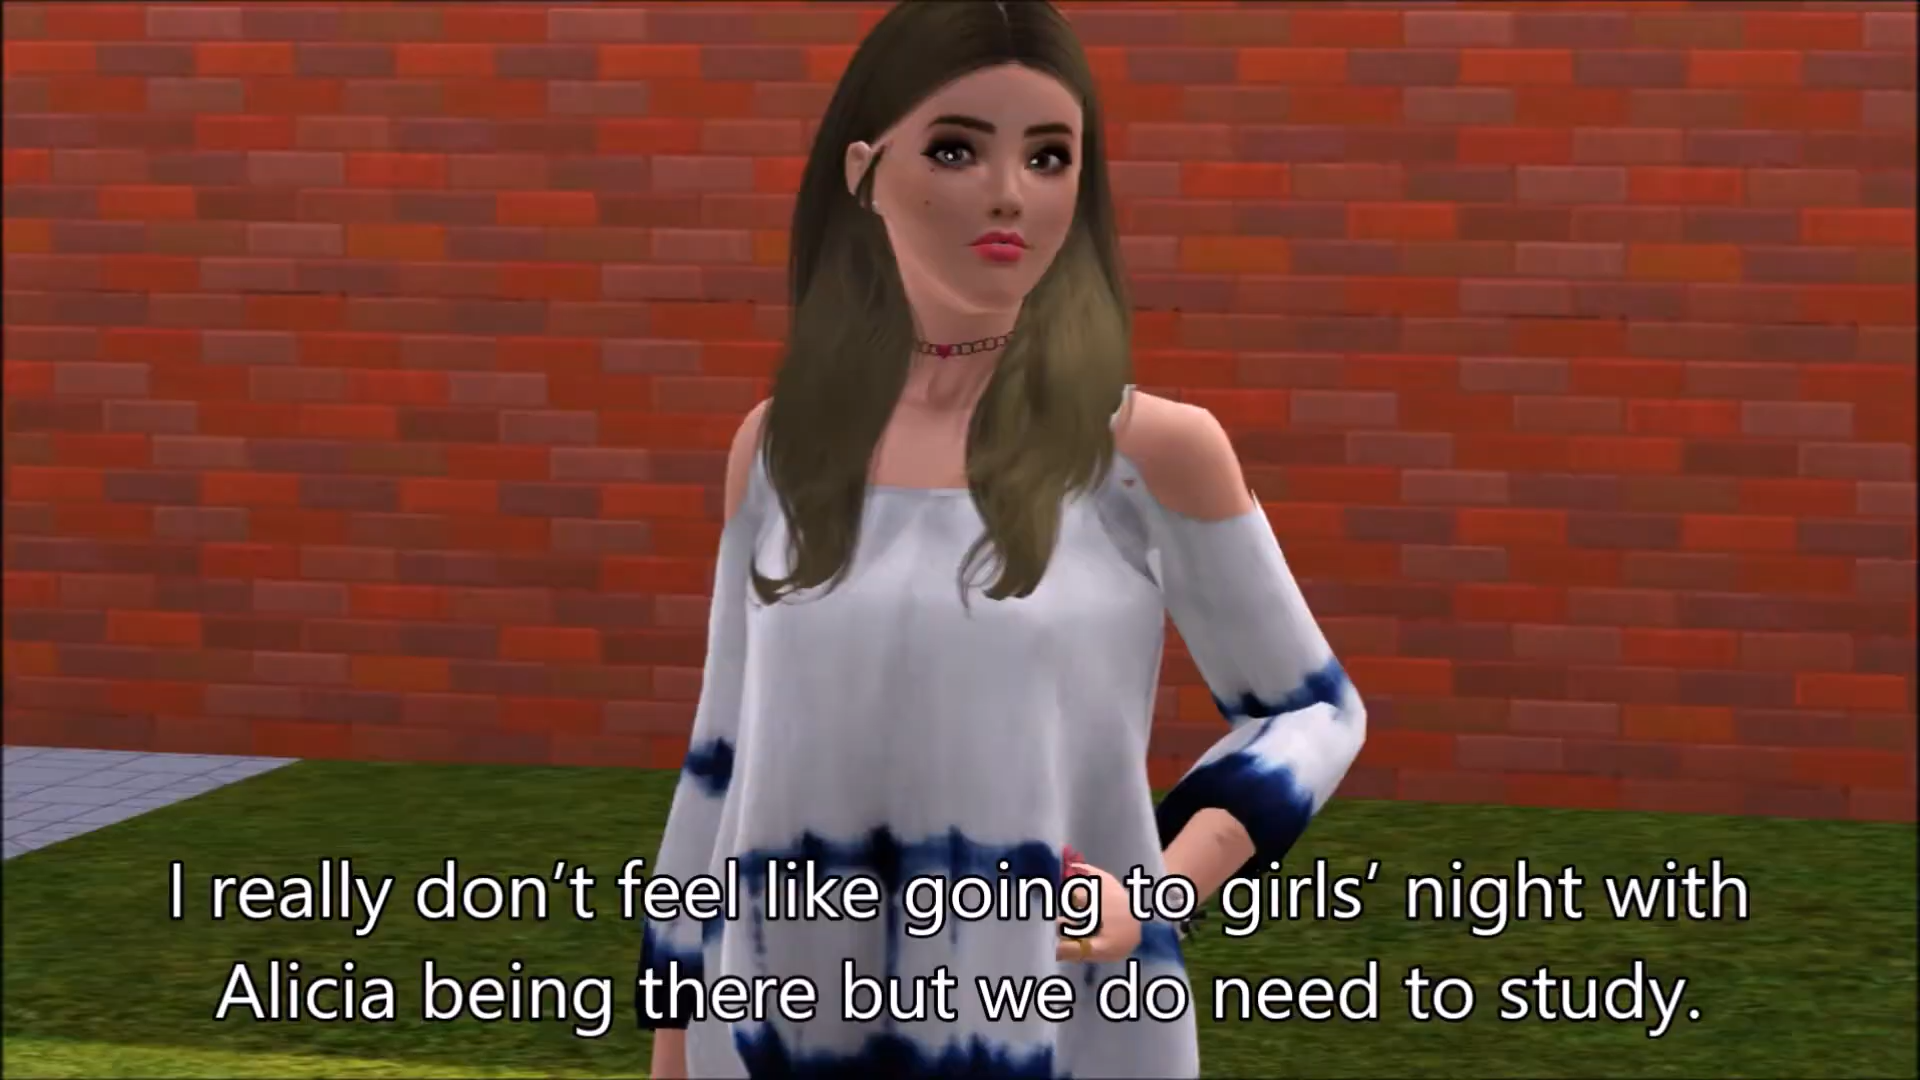 I really don’t feel like going to girls’ night with
Alicia being there but we do need to study.